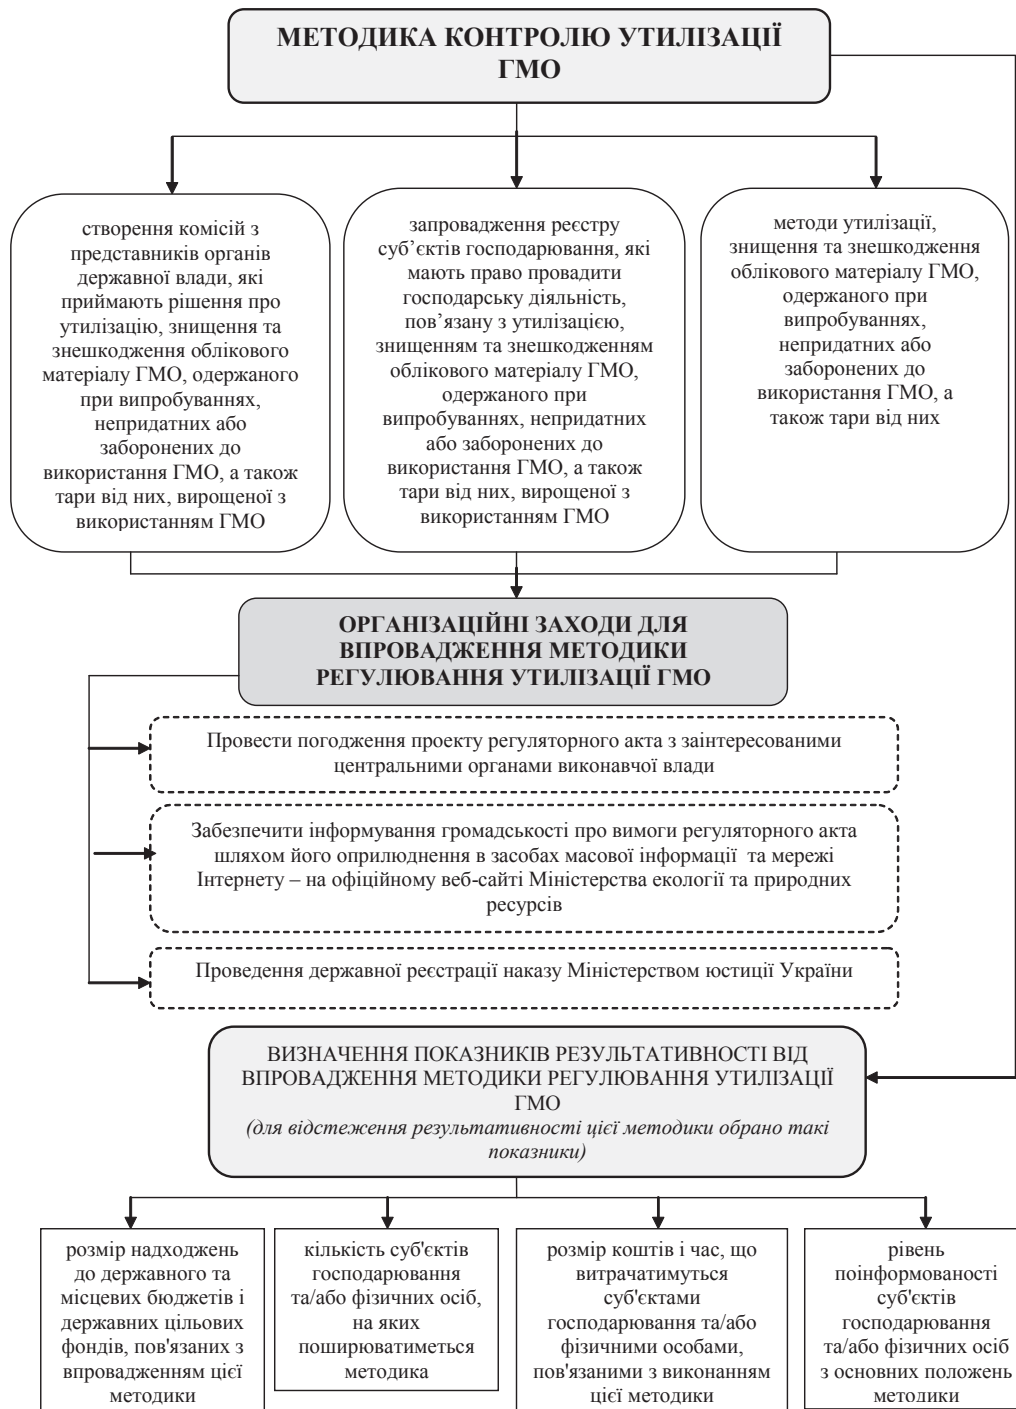 МЕТОДИКА КОНТРОЛЮ УТИЛІЗАЦІЇ
ГМО
створення комісій з
представників органів
державної влади, які
приймають рішення про
утилізацію, знищення та
знешкодження облікового
матеріалу ГМО, одержаного
при випробуваннях,
непридатних або
заборонених до
використання ГМО, а також
тари від них, вирощеної з
використанням ГМО
запровадження реєстру
суб’єктів господарювання, які
мають право провадити
господарську діяльність,
пов’язану з утилізацією,
знищенням та знешкодженням
облікового матеріалу ГМО,
одержаного при
випробуваннях, непридатних
або заборонених до
використання ГМО, а також
тари від них, вирощеної з
використанням ГМО
методи утилізації,
знищення та знешкодження
облікового матеріалу ГМО,
одержаного при
випробуваннях,
непридатних або
заборонених до
використання ГМО, а
також тари від них
ОРГАНІЗАЦІЙНІ ЗАХОДИ ДЛЯ
ВПРОВАДЖЕННЯ МЕТОДИКИ
РЕГУЛЮВАННЯ УТИЛІЗАЦІЇ ГМО
Провести погодження проекту регуляторного акта з заінтересованими
центральними органами виконавчої влади
Забезпечити інформування громадськості про вимоги регуляторного акта
шляхом його оприлюднення в засобах масової інформації та мережі
Інтернету – на офіційному веб-сайті Міністерства екології та природних
ресурсів
Проведення державної реєстрації наказу Міністерством юстиції України
ВИЗНАЧЕННЯ ПОКАЗНИКІВ РЕЗУЛЬТАТИВНОСТІ ВІД
ВПРОВАДЖЕННЯ МЕТОДИКИ РЕГУЛЮВАННЯ УТИЛІЗАЦІЇ
ГМО
(для відстеження результативності цієї методики обрано такі
показники)
розмір надходжень
до державного та
місцевих бюджетів і
державних цільових
фондів, пов'язаних з
впровадженням цієї
методики
кількість суб'єктів
господарювання
та/або фізичних осіб,
на яких
поширюватиметься
методика
розмір коштів і час, що
витрачатимуться
суб'єктами
господарювання та/або
фізичними особами,
пов'язаними з виконанням
цієї методики
рівень
поінформованості
суб'єктів
господарювання
та/або фізичних осіб
з основних положень
методики